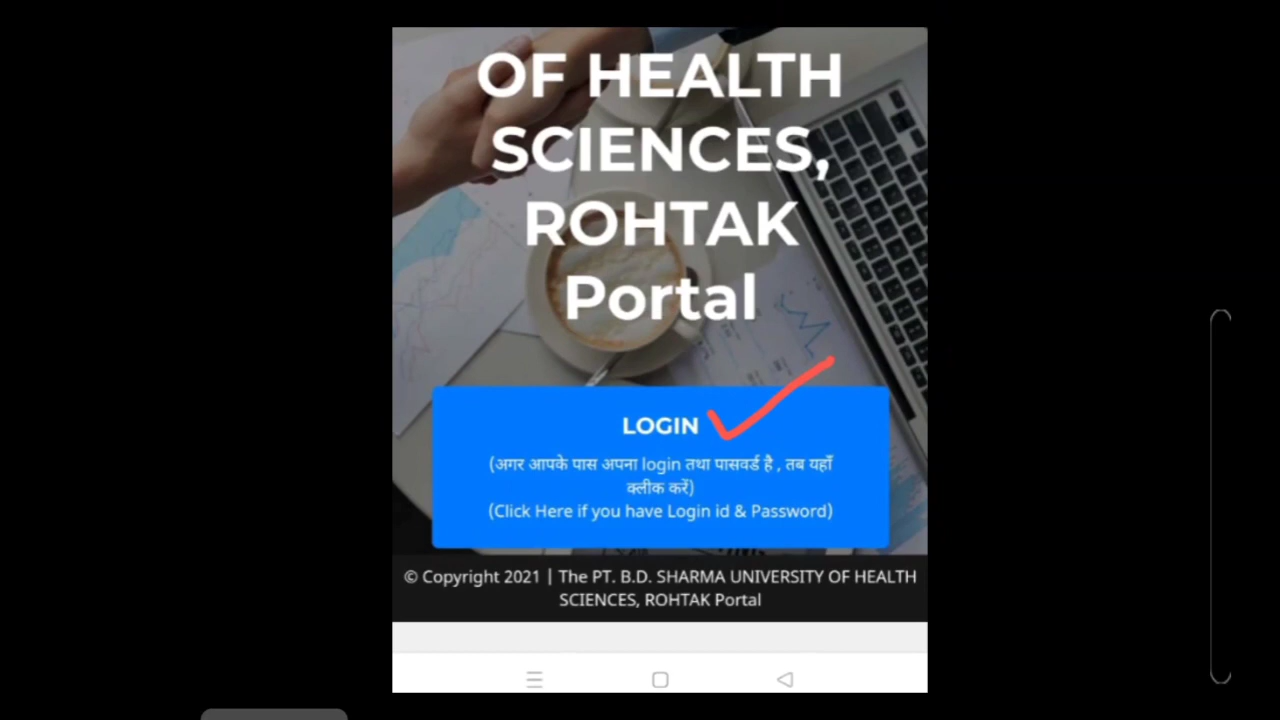 OF HEALTH
SCIENCES,
ROHTAK
Portal
LOGIN
(अगर आपके पास अपना login तथा पासवर्ड है , तब यहाँ
क्लीक करें)
(Click Here if you have Login id & Password)
© Copyright 2021 | The PT. B.D. SHARMA UNIVERSITY OF HEALTH
SCIENCES, ROHTAK Portal